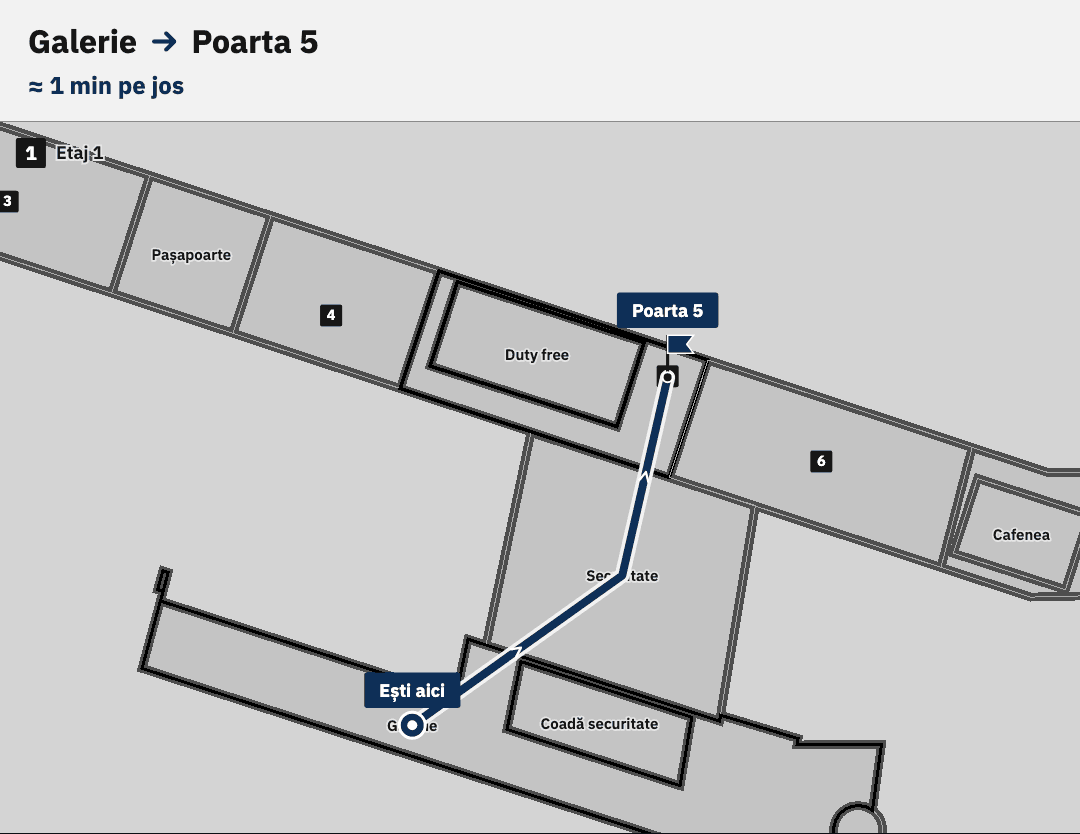 Galerie → Poarta 5
≈ 1 min pe jos
1 Etaj 1
3
Pașapoarte
4
Poarta 5
Duty free
6
Cafenea
Securitate
Ești aici
Coadă securitate
Galerie